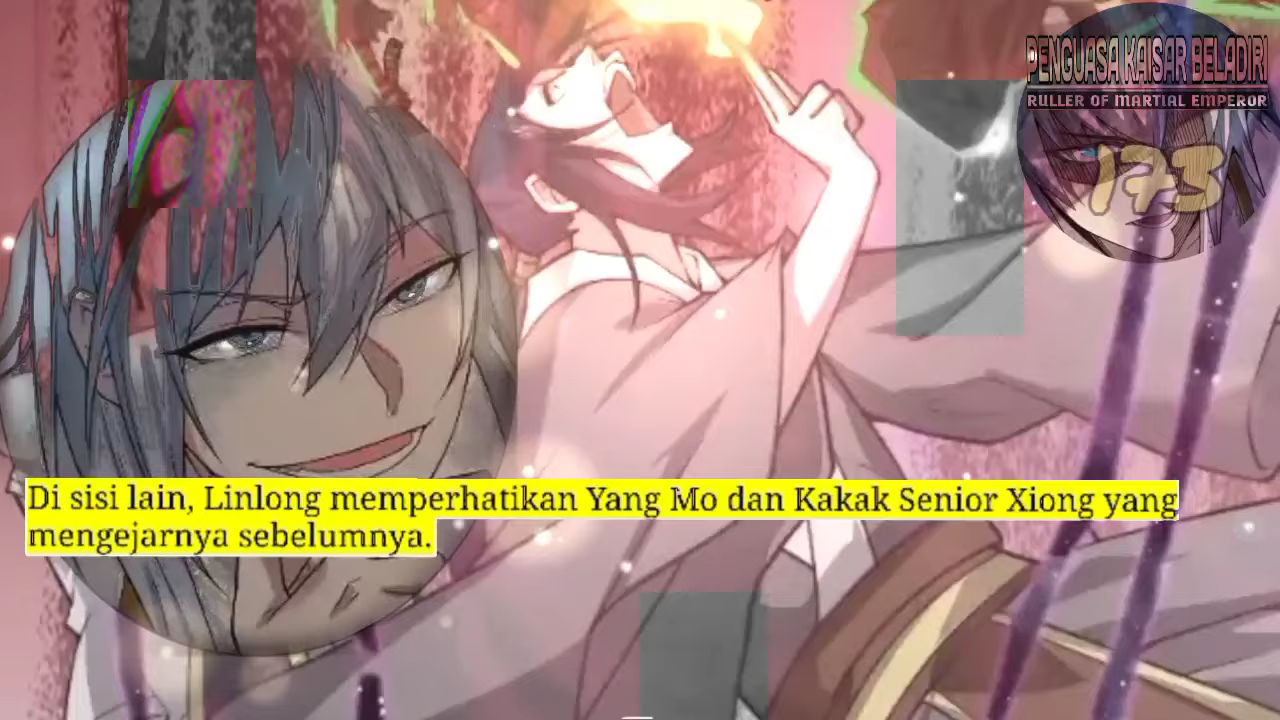 PENGUASA KAISAR BELADIRI
RULLER OF MARTIAL EMPEROR
173
Di sisi lain, Linlong memperhatikan Yang Mo dan Kakak Senior Xiong yang
mengejarnya sebelumnya.